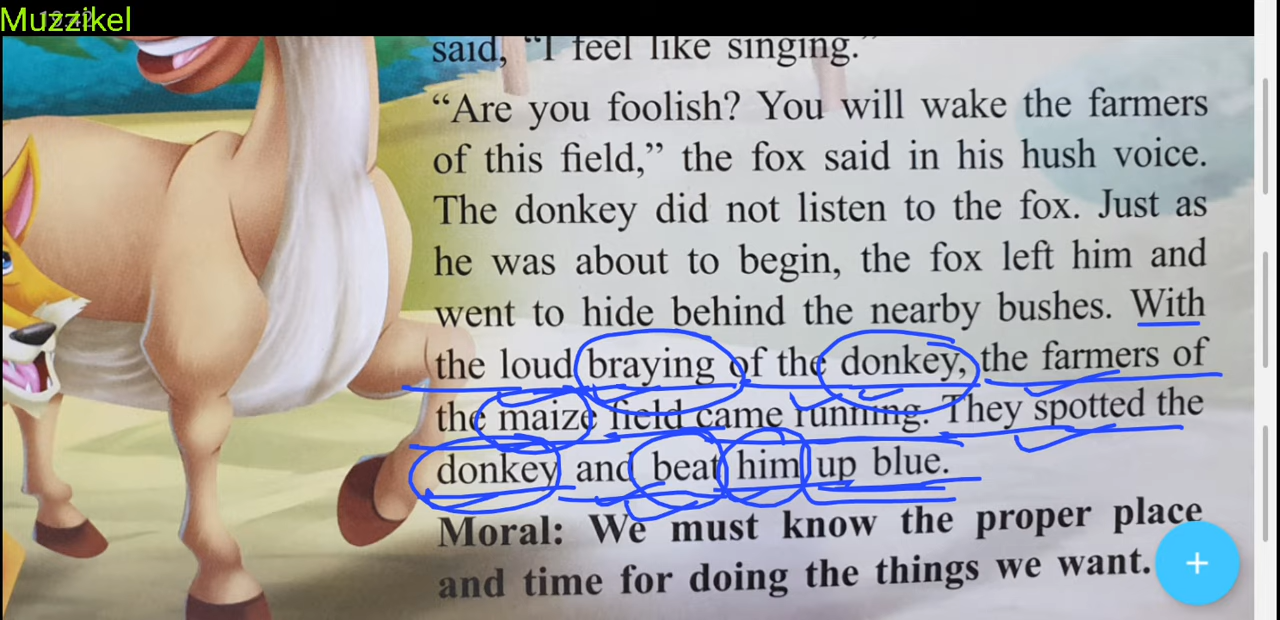 Muzzikel
said, “I feel like singing.”
“Are you foolish? You will wake the farmers
of this field,” the fox said in his hush voice.
The donkey did not listen to the fox. Just as
he was about to begin, the fox left him and
went to hide behind the nearby bushes. With
the loud braying of the donkey, the farmers of
the maize field came running. They spotted the
donkey and beat him up blue.
Moral: We must know the proper place
and time for doing the things we want.